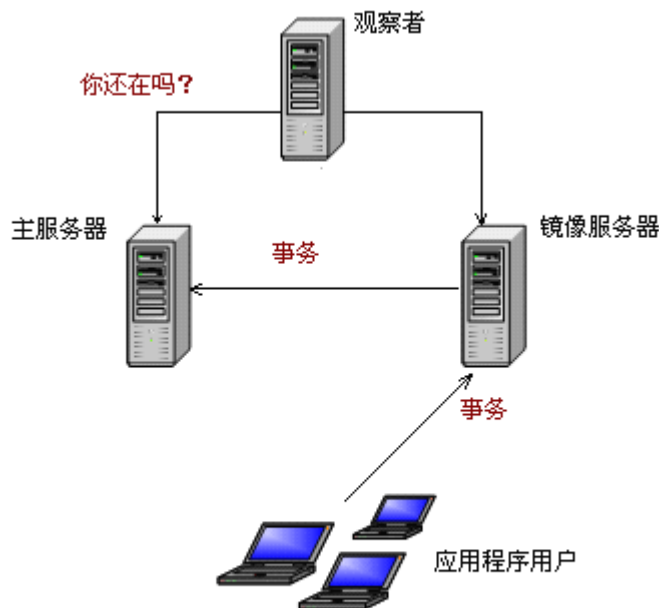 观察者
你还在吗?
主服务器
镜像服务器
事务
事务
应用程序用户